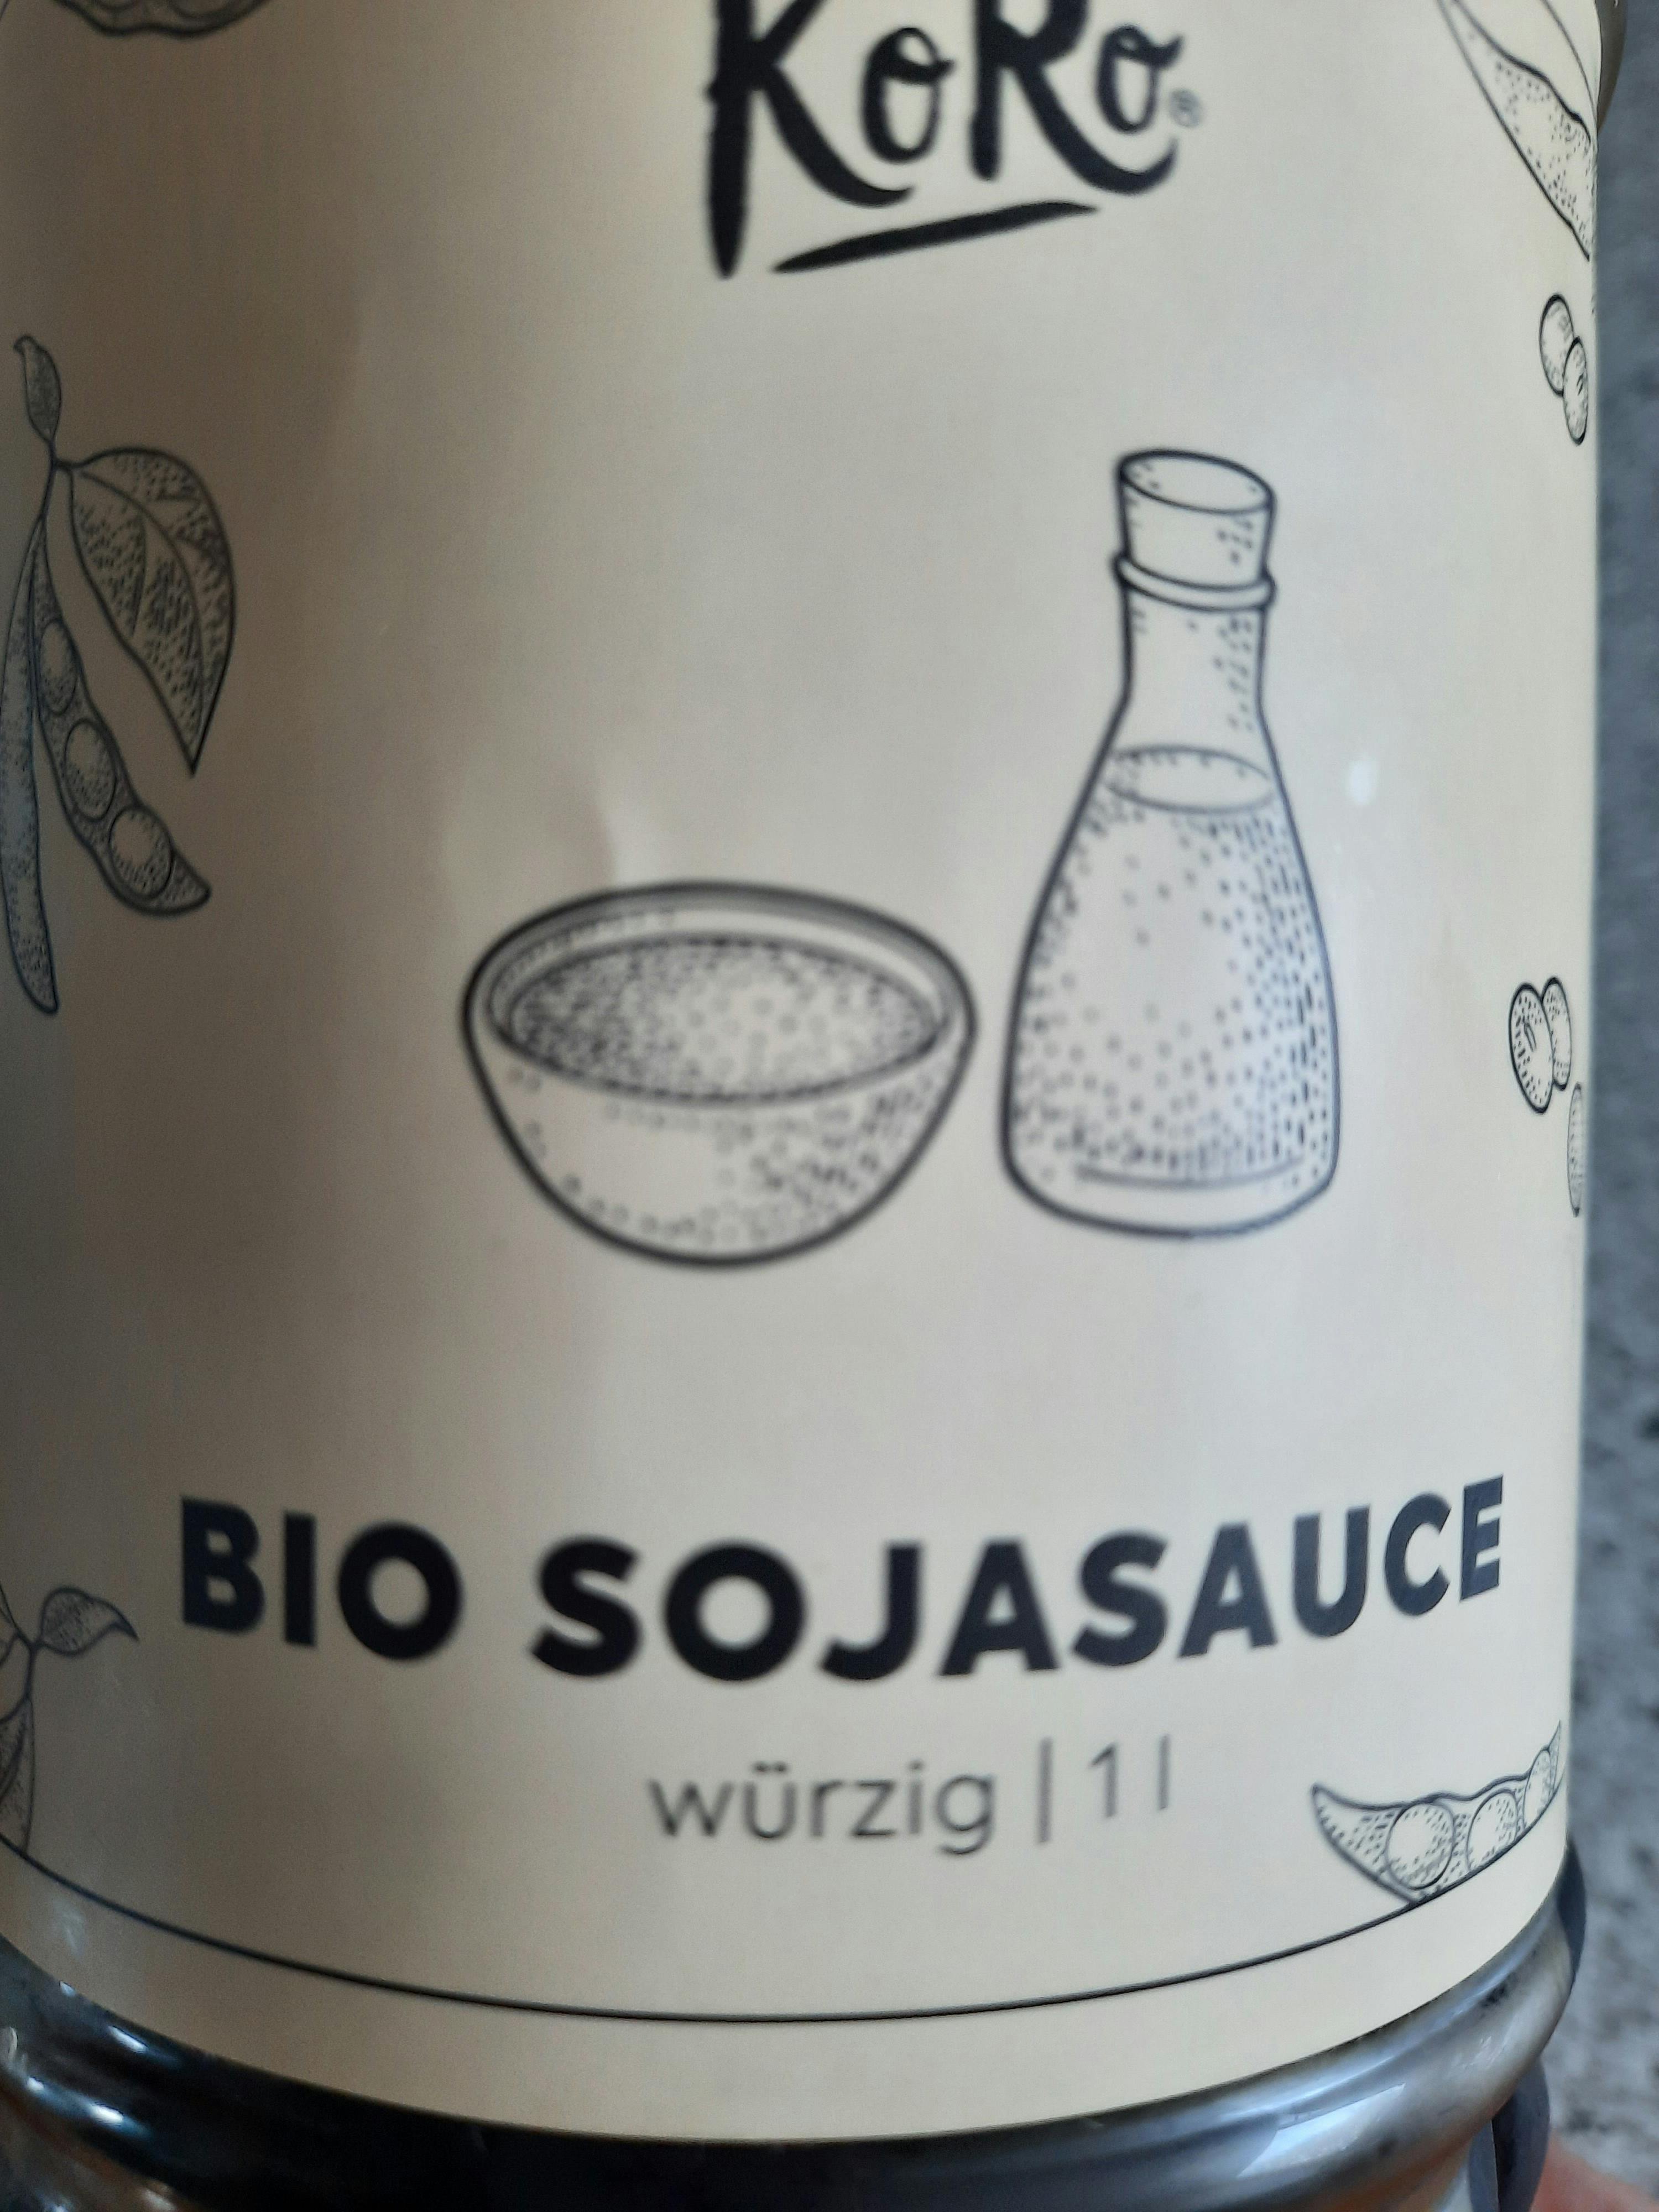 KoRo®
BIO SOJASAUCE
würzig | 1 l